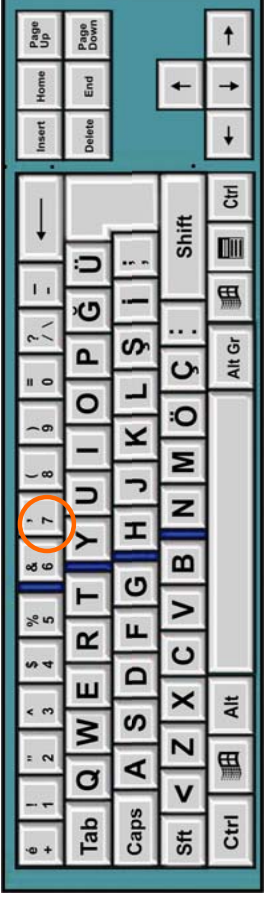 é ! " ^ $ % & ' ( ) = ? _ ←
+ 1 2 3 4 5 6 7 8 9 0 / \ -
Insert Home Page Up
Tab Q W E R T Y U I O P Ğ Ü
Delete End Page Down
Caps A S D F G H J K L Ş İ ;
Sft < Z X C V B N M Ö Ç : Shift
↑
Ctrl Alt Alt Gr Ctrl
← ↓ →